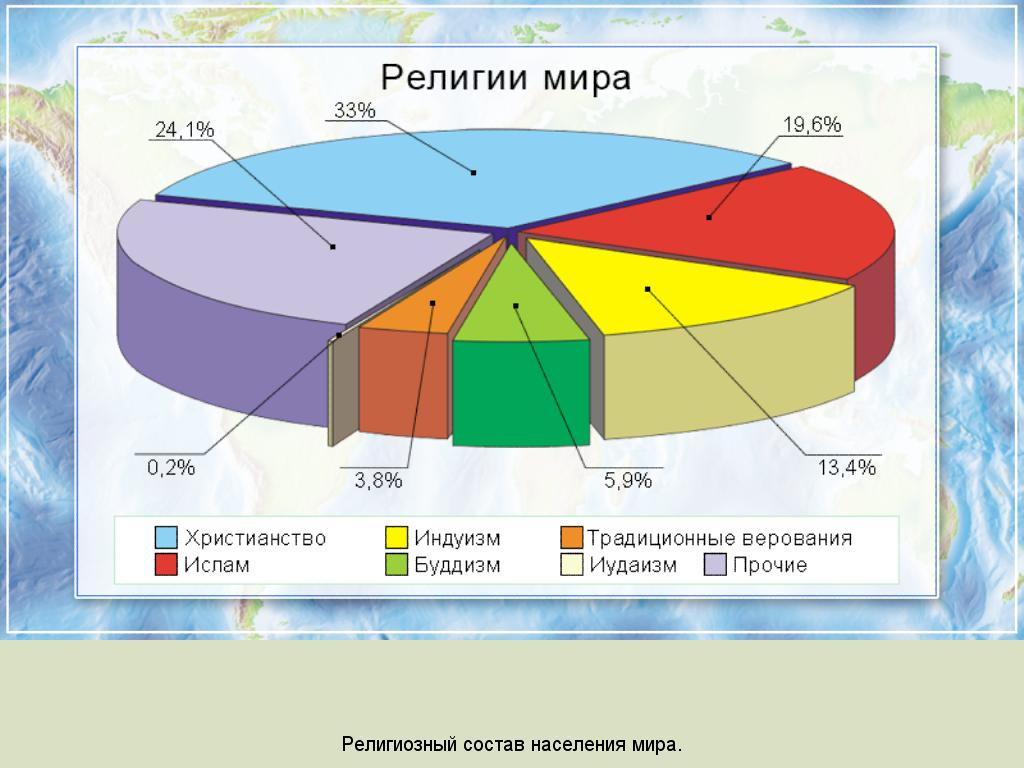 Религии мира
33%
24,1%
19,6%
0,2%
3,8%
5,9%
13,4%
Христианство Индуизм Традиционные верования
Ислам Буддизм Иудаизм Прочие
Религиозный состав населения мира.